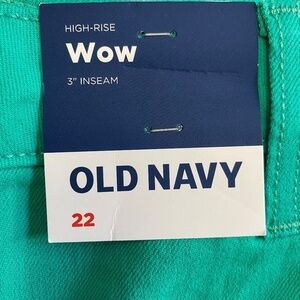 HIGH-RISE
Wow
3" INSEAM
OLD NAVY
22